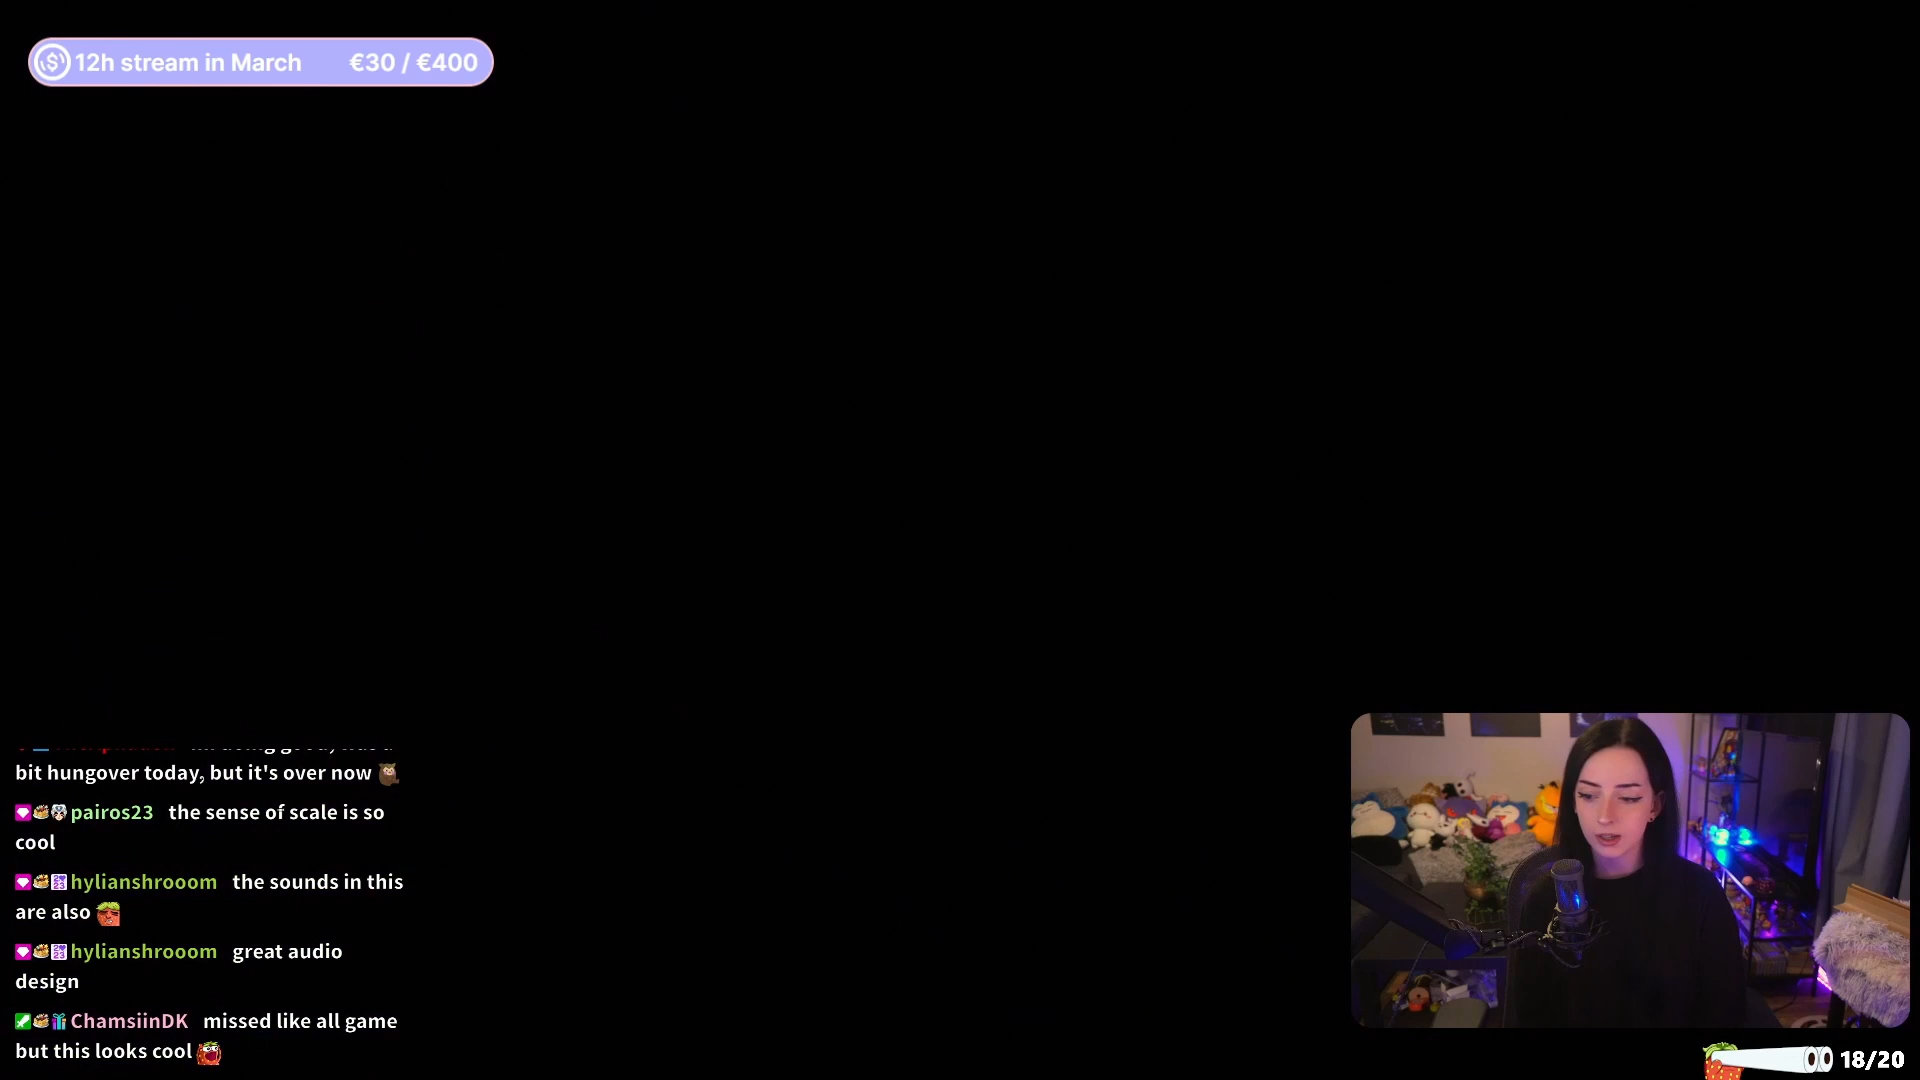 12h stream in March €30 / €400
bit hungover today, but it's over now
pairos23 the sense of scale is so
cool
hylianshrooom the sounds in this
are also
hylianshrooom great audio
design
ChamsiinDK missed like all game
but this looks cool
18/20